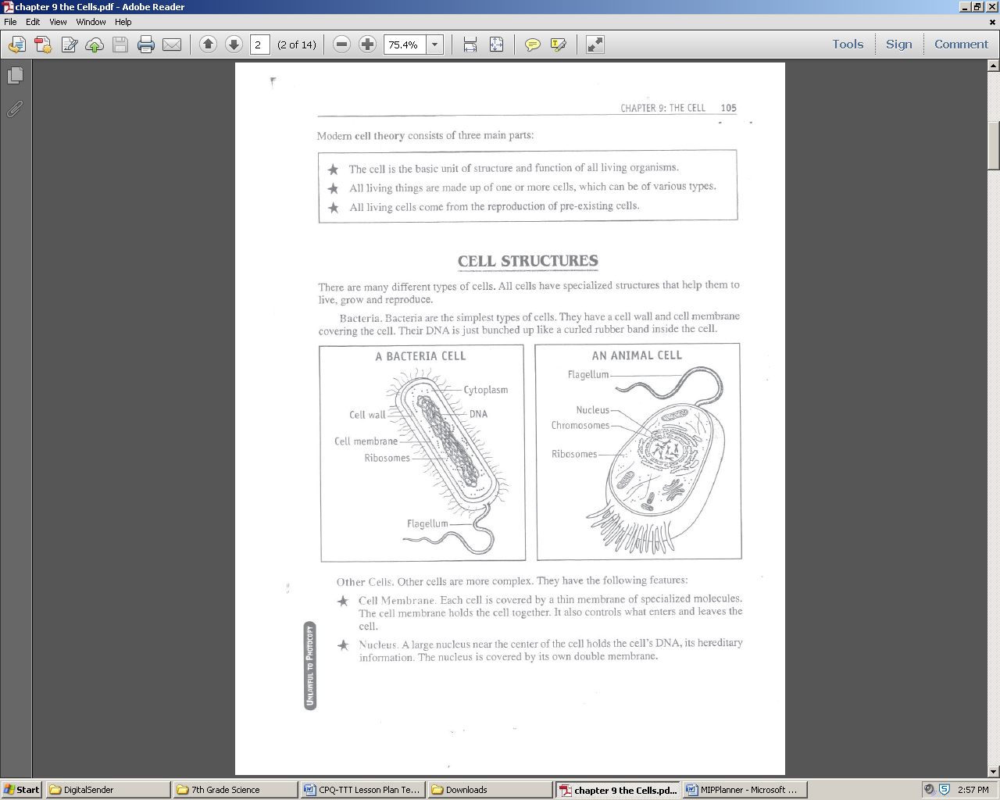 chapter 9 the Cells.pdf - Adobe Reader
File Edit View Window Help
2 (2 of 14) 75.4% Tools Sign Comment
CHAPTER 9: THE CELL 105
Modern cell theory consists of three main parts:
The cell is the basic unit of structure and function of all living organisms.
All living things are made up of one or more cells, which can be of various types.
All living cells come from the reproduction of pre-existing cells.
CELL STRUCTURES
There are many different types of cells. All cells have specialized structures that help them to
live, grow and reproduce.
Bacteria. Bacteria are the simplest types of cells. They have a cell wall and cell membrane
covering the cell. Their DNA is just bunched up like a curled rubber band inside the cell.
A BACTERIA CELL
Cytoplasm
Cell wall
DNA
Cell membrane
Ribosomes
Flagellum
AN ANIMAL CELL
Flagellum
Nucleus
Chromosomes
Ribosomes
Other Cells. Other cells are more complex. They have the following features:
Cell Membrane. Each cell is covered by a thin membrane of specialized molecules.
The cell membrane holds the cell together. It also controls what enters and leaves the
cell.
Nucleus. A large nucleus near the center of the cell holds the cell's DNA, its hereditary
information. The nucleus is covered by its own double membrane.
UNLAWFUL TO PHOTOCOPY
Start DigitalSender 7th Grade Science CPQ-TTT Lesson Plan Te... Downloads chapter 9 the Cells.pd... MIPPlanner - Microsoft ... 2:57 PM